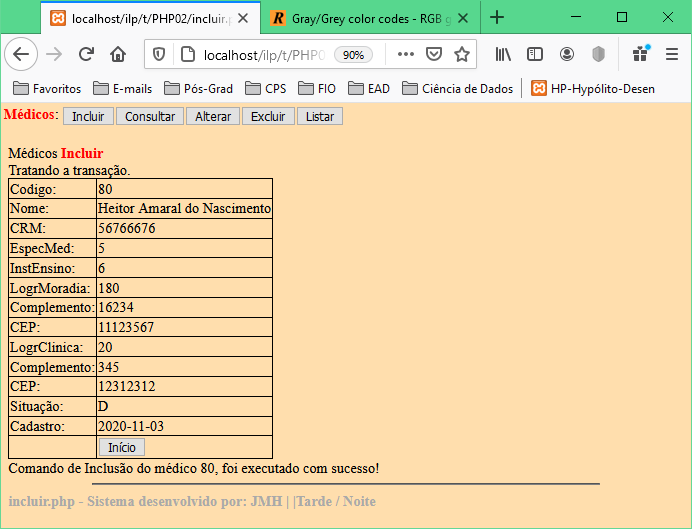 localhost/ilp/t/PHP02/incluir.p
Gray/Grey color codes - RGB g
localhost/ilp/t/PHP0
90%
Favoritos E-mails Pós-Grad CPS FIO EAD Ciência de Dados HP-Hypólito-Desen
Médicos: Incluir Consultar Alterar Excluir Listar
Médicos Incluir
Tratando a transação.
Codigo: 80
Nome: Heitor Amaral do Nascimento
CRM: 56766676
EspecMed: 5
InstEnsino: 6
LogrMoradia: 180
Complemento: 16234
CEP: 11123567
LogrClinica: 20
Complemento: 345
CEP: 12312312
Situação: D
Cadastro: 2020-11-03
Início
Comando de Inclusão do médico 80, foi executado com sucesso!
incluir.php - Sistema desenvolvido por: JMH | |Tarde / Noite